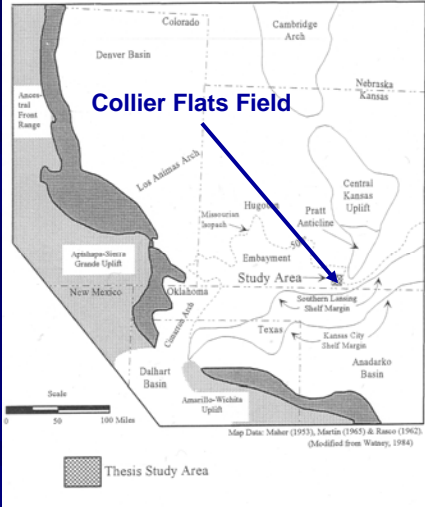 Colorado
Cambridge
Arch
Denver Basin
Nebraska
Kansas
Ances-
tral
Front
Range
Collier Flats Field
Los Animas Arch
Central
Kansas
Uplift
Hugoton
Pratt
Anticline
Missourian
Isopach
50'
Embayment
Apishapa-Sierra
Grande Uplift
Study Area
New Mexico
Oklahoma
Southern Lansing
Shelf Margin
Cimarron Arch
Texas
Kansas City
Shelf Margin
Dalhart
Basin
Anadarko
Basin
Scale
Amarillo-Wichita
Uplift
0 50 100 Miles
Map Data: Maher (1953), Martin (1965) & Rasco (1962).
(Modified from Watney, 1984)
Thesis Study Area